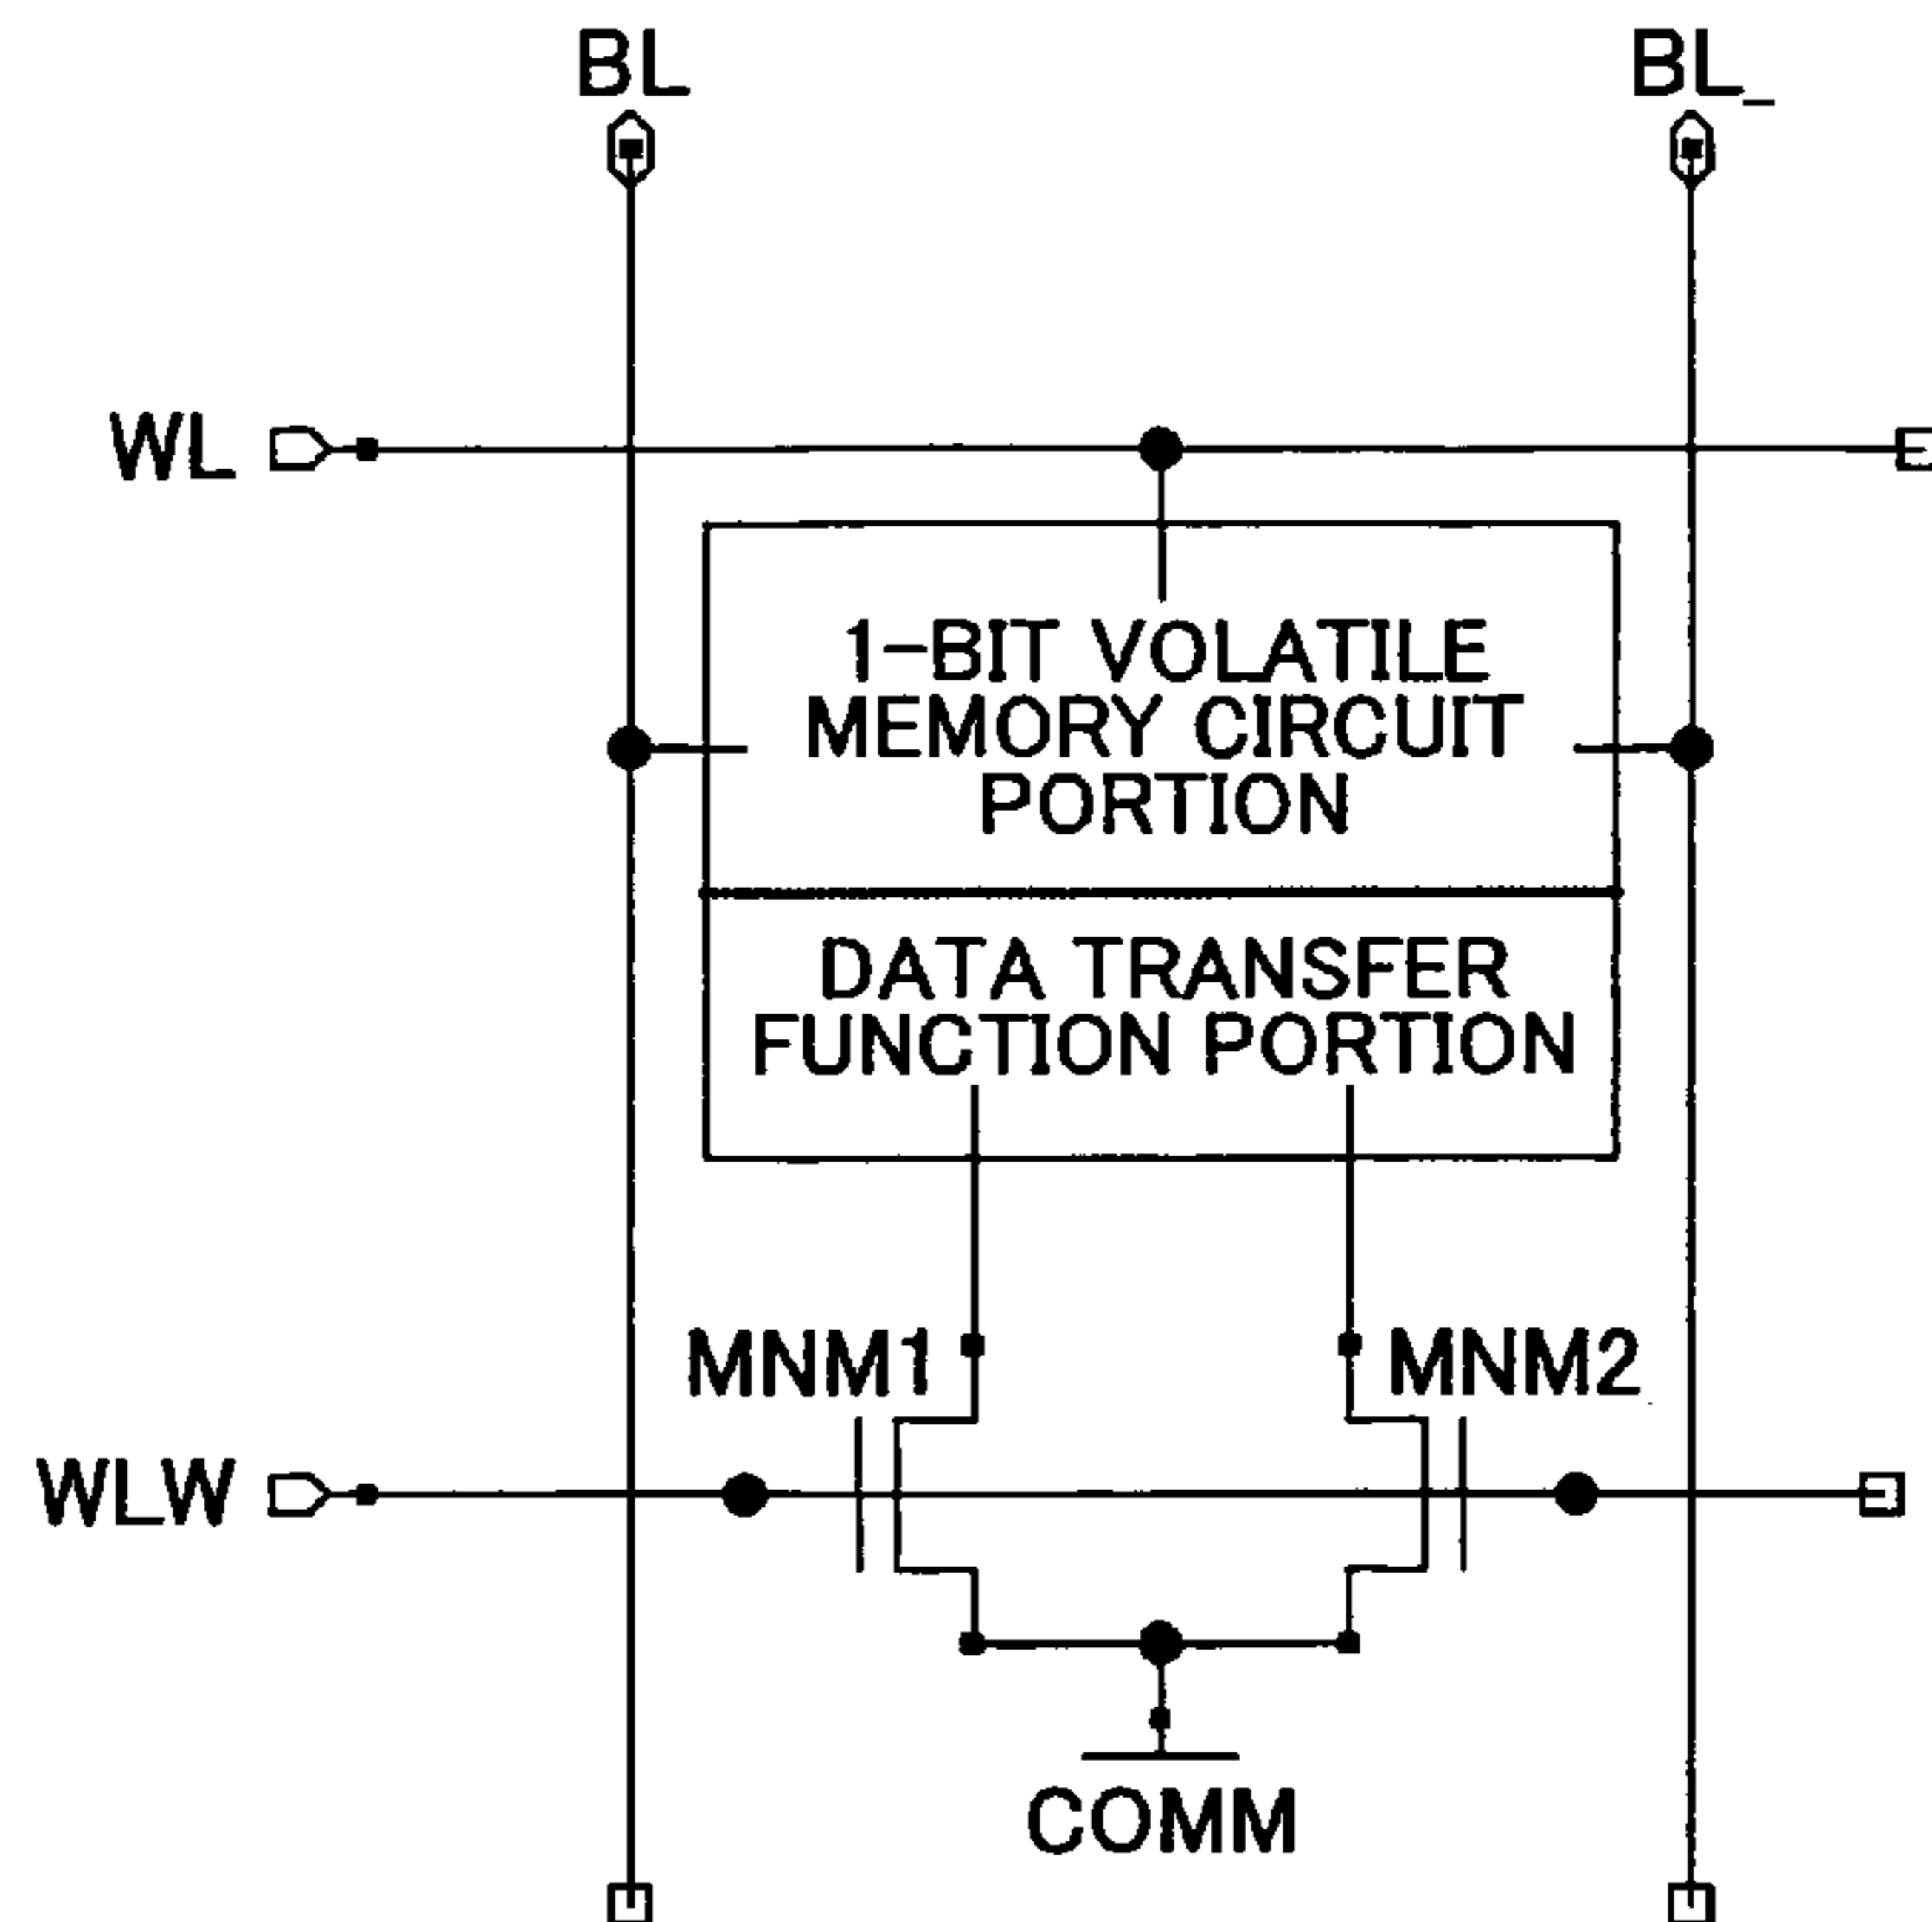 BL
BL_
WL
1-BIT VOLATILE
MEMORY CIRCUIT
PORTION
DATA TRANSFER
FUNCTION PORTION
MNM1
MNM2
WLW
COMM